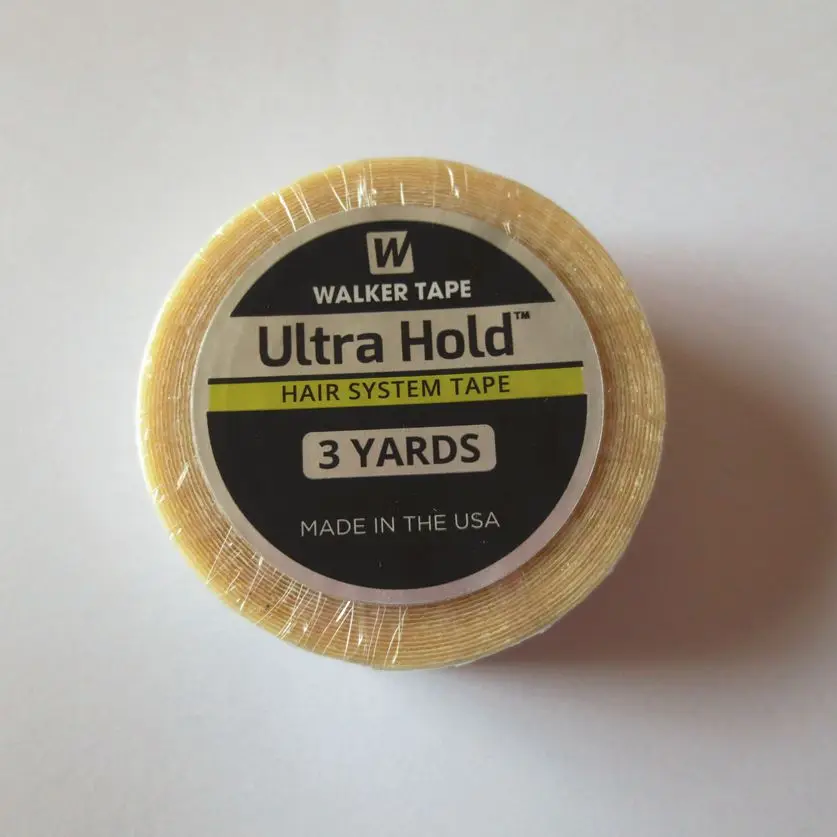 W
WALKER TAPE
Ultra Hold™
HAIR SYSTEM TAPE
3 YARDS
MADE IN THE USA